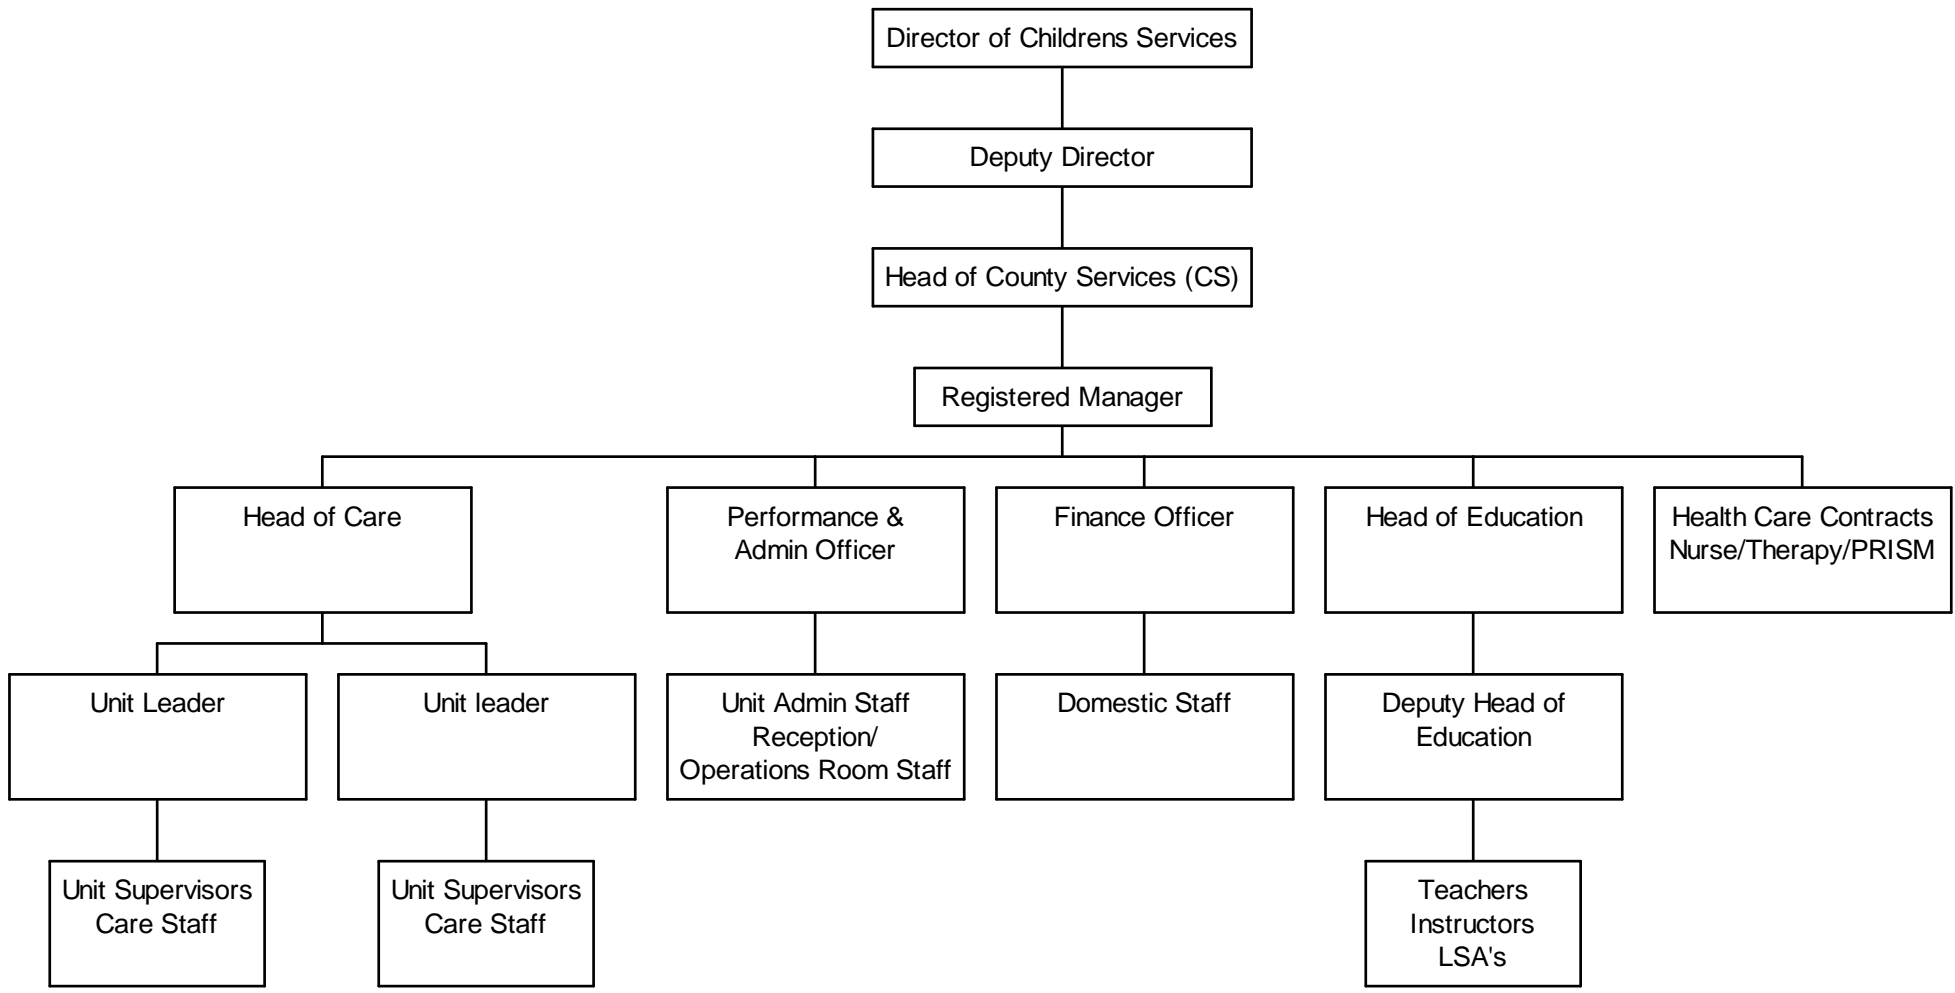 Director of Childrens Services
Deputy Director
Head of County Services (CS)
Registered Manager
Head of Care
Performance &
Admin Officer
Finance Officer
Head of Education
Health Care Contracts
Nurse/Therapy/PRISM
Unit Leader
Unit leader
Unit Admin Staff
Reception/
Operations Room Staff
Domestic Staff
Deputy Head of
Education
Unit Supervisors
Care Staff
Unit Supervisors
Care Staff
Teachers
Instructors
LSA's